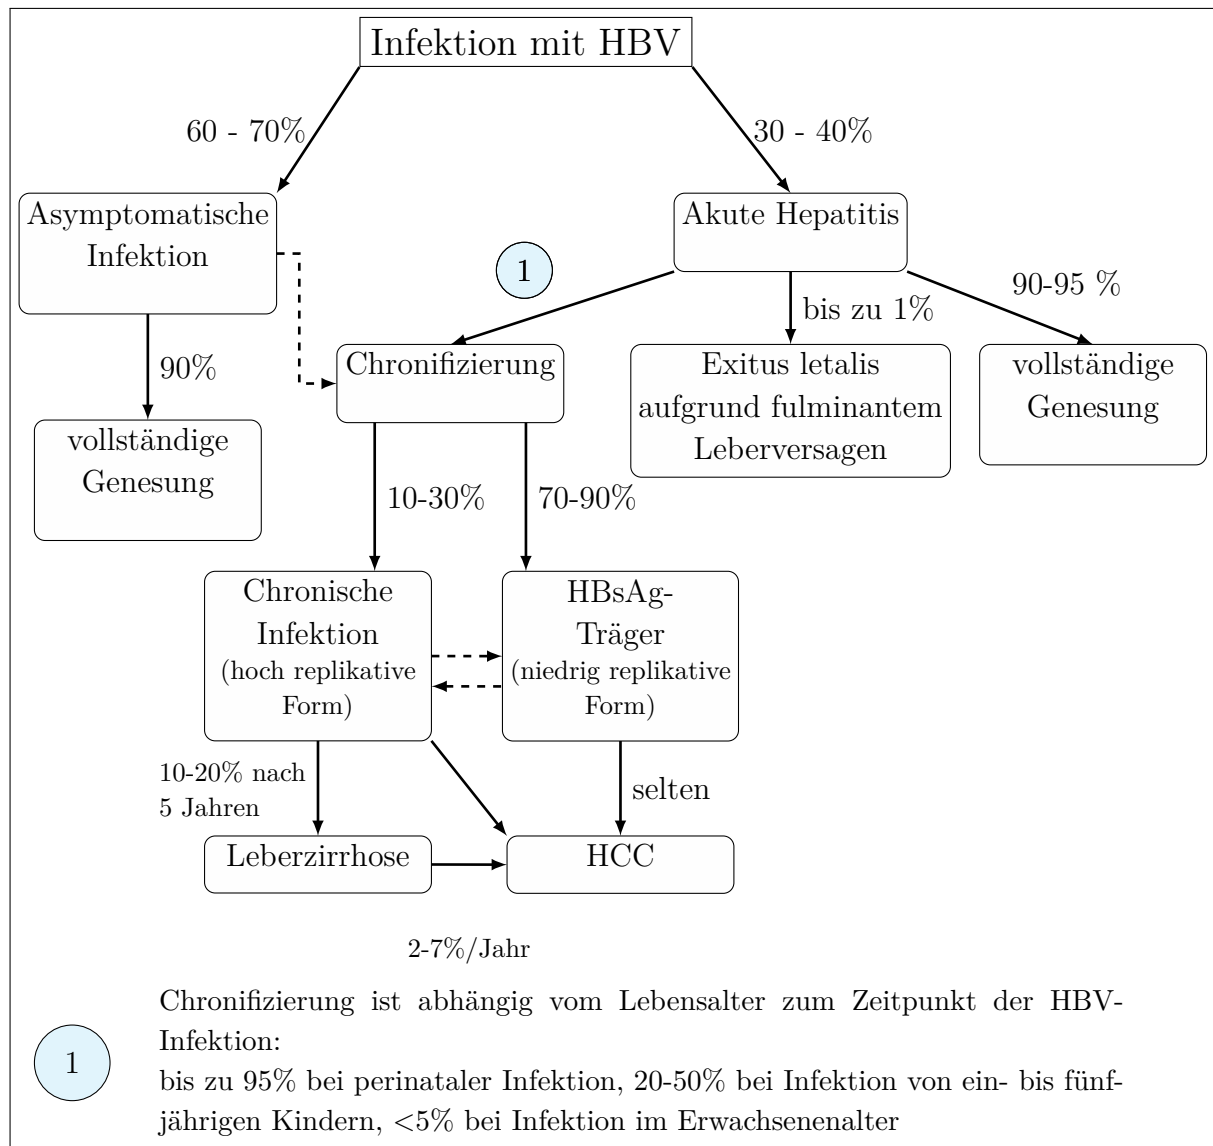 Infektion mit HBV
60 - 70%
30 - 40%
Asymptomatische
Infektion
Akute Hepatitis
1
90-95 %
bis zu 1%
90%
Chronifizierung
Exitus letalis
aufgrund fulminantem
Leberversagen
vollständige
Genesung
vollständige
Genesung
10-30%
70-90%
Chronische
Infektion
(hoch replikative
Form)
HBsAg-
Träger
(niedrig replikative
Form)
10-20% nach
5 Jahren
selten
Leberzirrhose
HCC
2-7%/Jahr
1
Chronifizierung ist abhängig vom Lebensalter zum Zeitpunkt der HBV-
Infektion:
bis zu 95% bei perinataler Infektion, 20-50% bei Infektion von ein- bis fünf-
jährigen Kindern, <5% bei Infektion im Erwachsenenalter